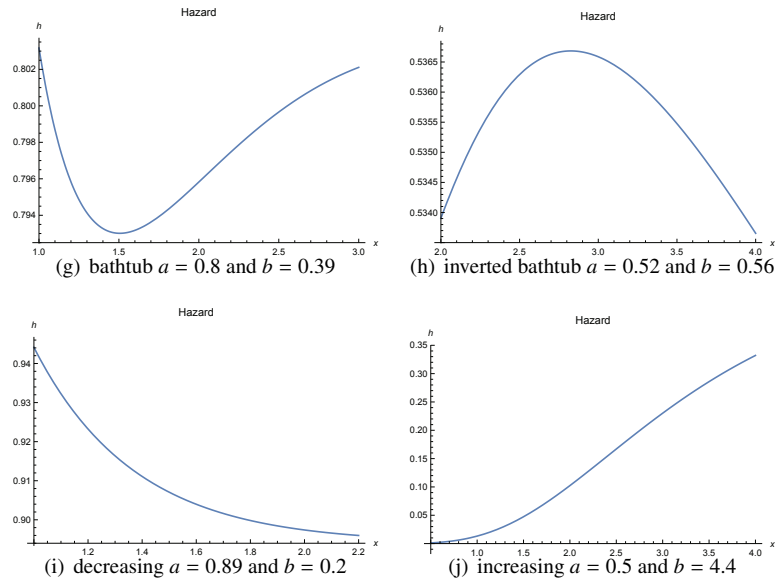 Hazard
h
0.802
0.800
0.798
0.796
0.794
1.0 1.5 2.0 2.5 3.0 x
(g) bathtub a = 0.8 and b = 0.39
Hazard
h
0.5365
0.5360
0.5355
0.5350
0.5345
0.5340
2.0 2.5 3.0 3.5 4.0 x
(h) inverted bathtub a = 0.52 and b = 0.56
Hazard
h
0.94
0.93
0.92
0.91
0.90
1.2 1.4 1.6 1.8 2.0 2.2 x
(i) decreasing a = 0.89 and b = 0.2
Hazard
h
0.35
0.30
0.25
0.20
0.15
0.10
0.05
1.0 1.5 2.0 2.5 3.0 3.5 4.0 x
(j) increasing a = 0.5 and b = 4.4